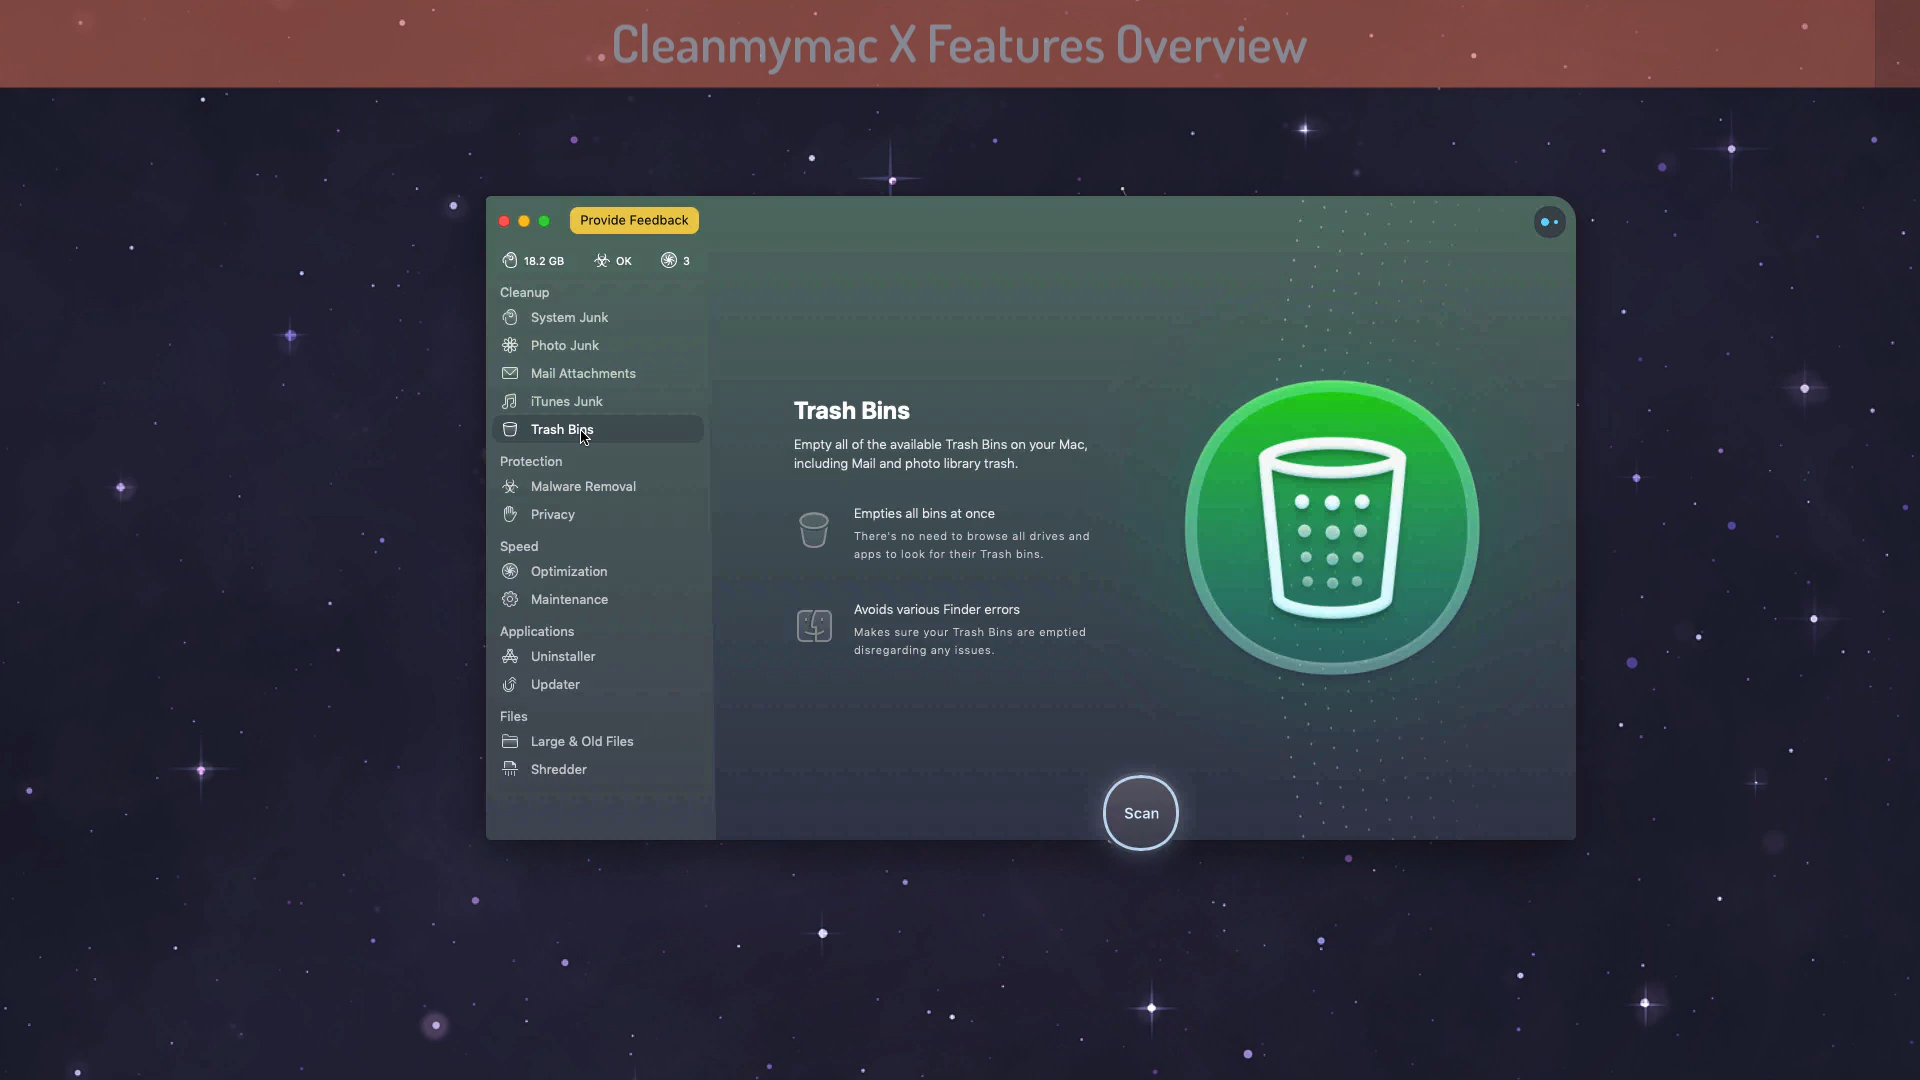 Cleanmymac X Features Overview
Provide Feedback
18.2 GB
OK
3
Cleanup
System Junk
Photo Junk
Mail Attachments
iTunes Junk
Trash Bins
Protection
Malware Removal
Privacy
Speed
Optimization
Maintenance
Applications
Uninstaller
Updater
Files
Large & Old Files
Shredder
Trash Bins
Empty all of the available Trash Bins on your Mac,
including Mail and photo library trash.
Empties all bins at once
There's no need to browse all drives and
apps to look for their Trash bins.
Avoids various Finder errors
Makes sure your Trash Bins are emptied
disregarding any issues.
Scan